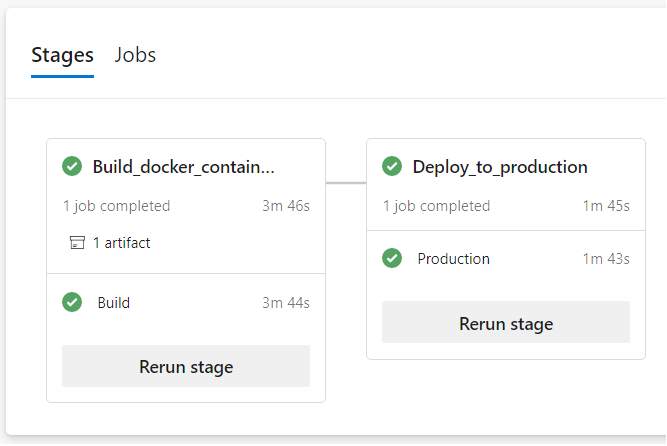 Stages Jobs
Build_docker_contain...
1 job completed 3m 46s
1 artifact
Build 3m 44s
Rerun stage
Deploy_to_production
1 job completed 1m 45s
Production 1m 43s
Rerun stage